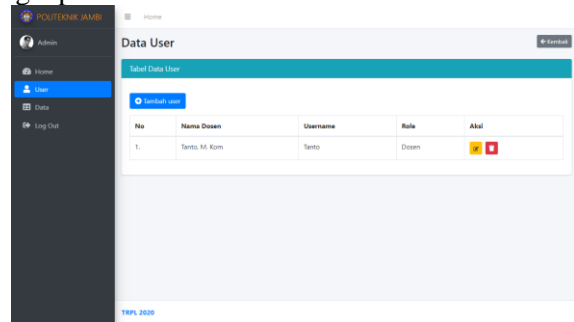 POLITEKNIK JAMBI
Home
Admin
Data User
Kembali
Home
Tabel Data User
User
Tambah user
Data
Log Out
No Nama Dosen Username Role Aksi
1. Tanto, M. Kom Tanto Dosen
TRPL 2020